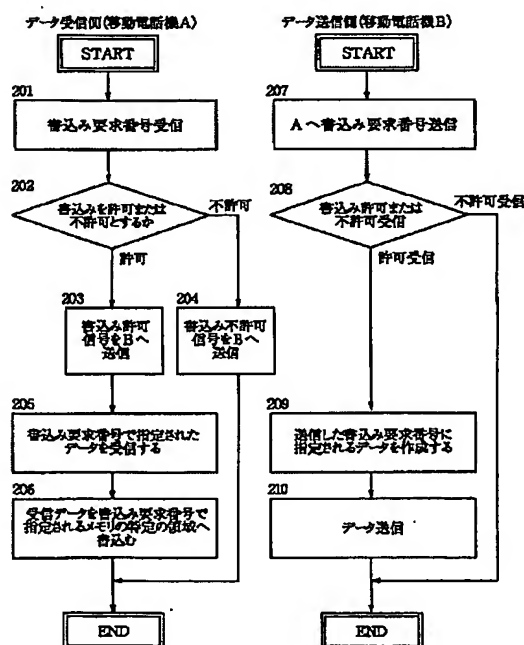 データ受信側(移動電話機A)
START
201
書込み要求番号受信
202
書込みを許可または
不許可とするか
不許可
許可
203
書込み許可
信号をBへ
送信
204
書込み不許可
信号をBへ
送信
205
書込み要求番号で指定された
データを受信する
206
受信データを書込み要求番号で
指定されるメモリの特定の領域へ
書込む
END
データ送信側(移動電話機B)
START
207
Aへ書込み要求番号送信
208
書込み許可または
不許可受信
不許可受信
許可受信
209
送信した書込み要求番号に
指定されるデータを作成する
210
データ送信
END